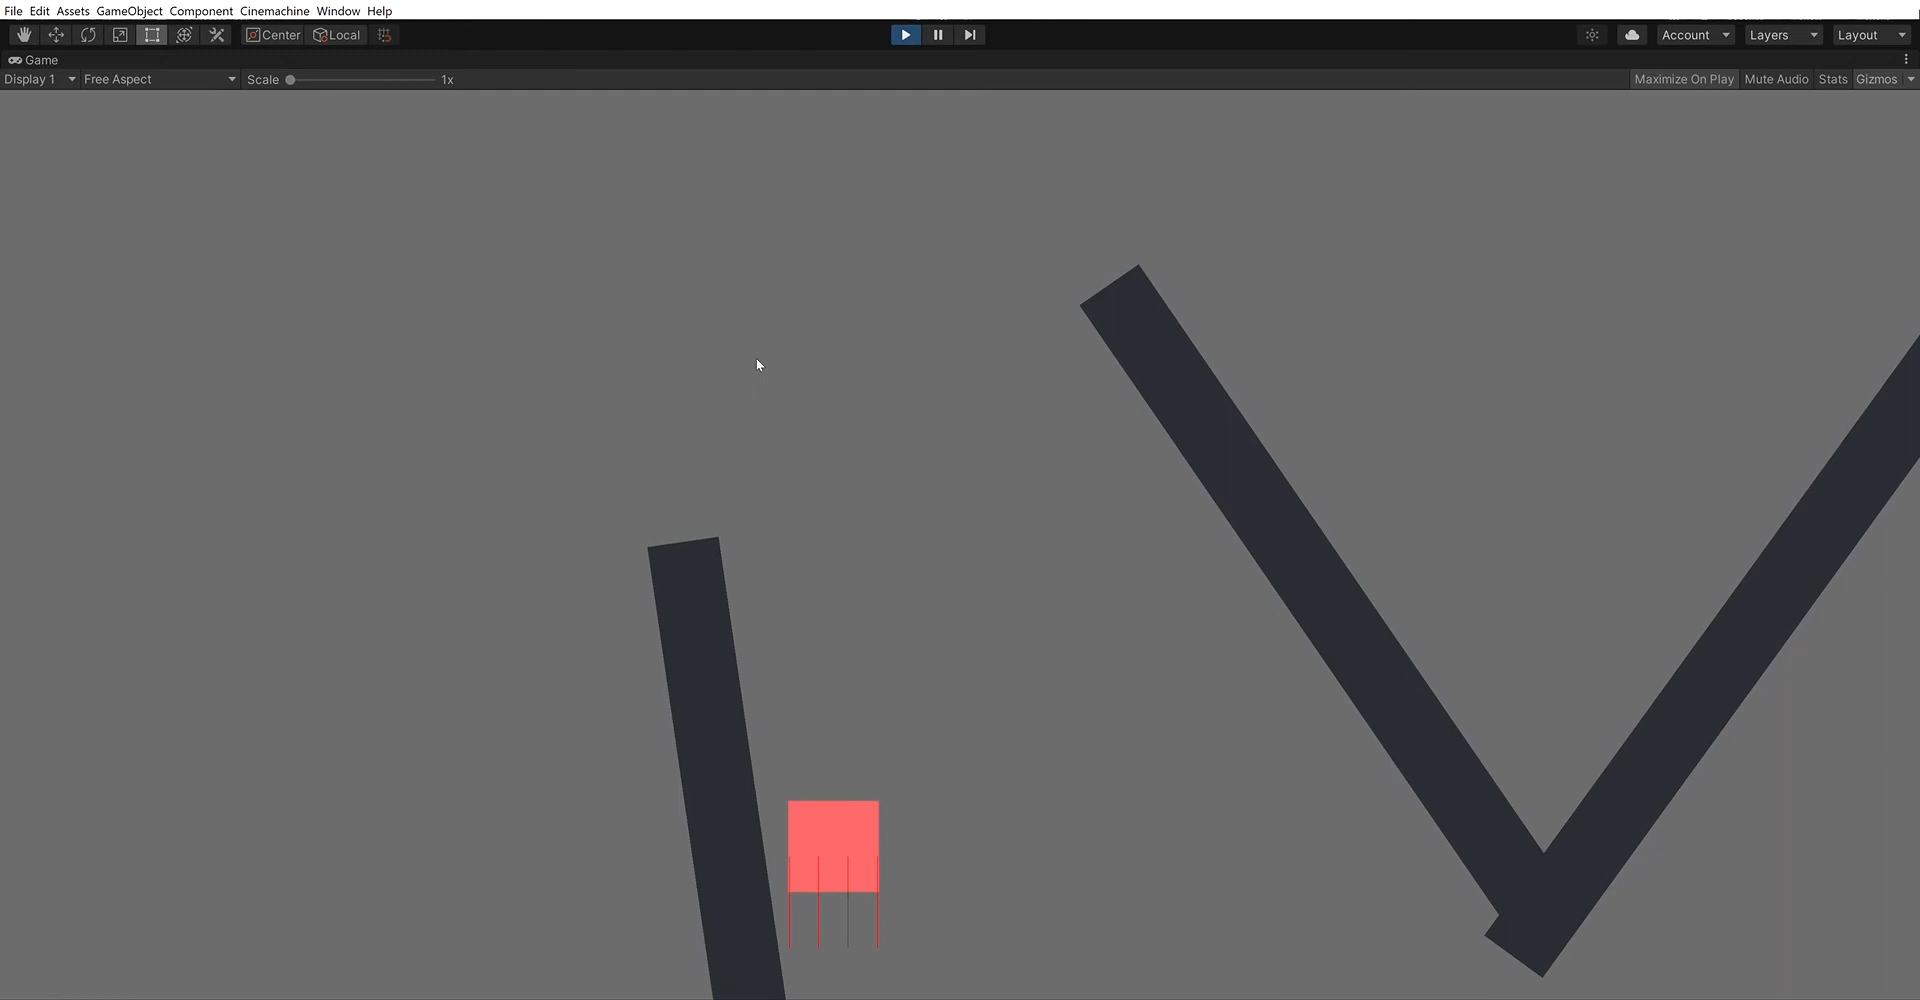 File Edit Assets GameObject Component Cinemachine Window Help
Center Local Account Layers Layout
Game
Display 1 Free Aspect Scale 1x Maximize On Play Mute Audio Stats Gizmos